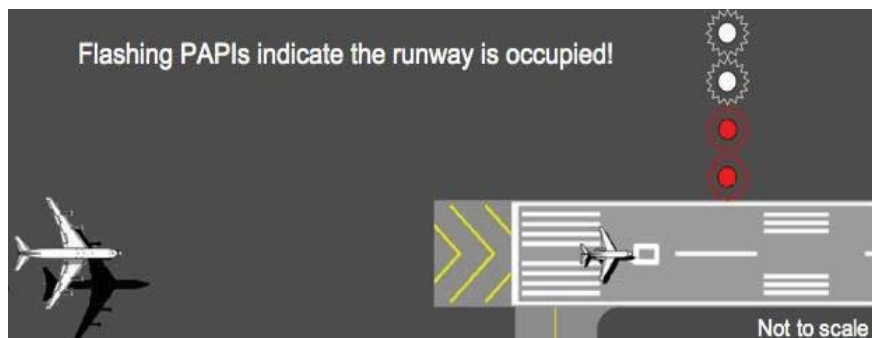 Flashing PAPIs indicate the runway is occupied!
Not to scale